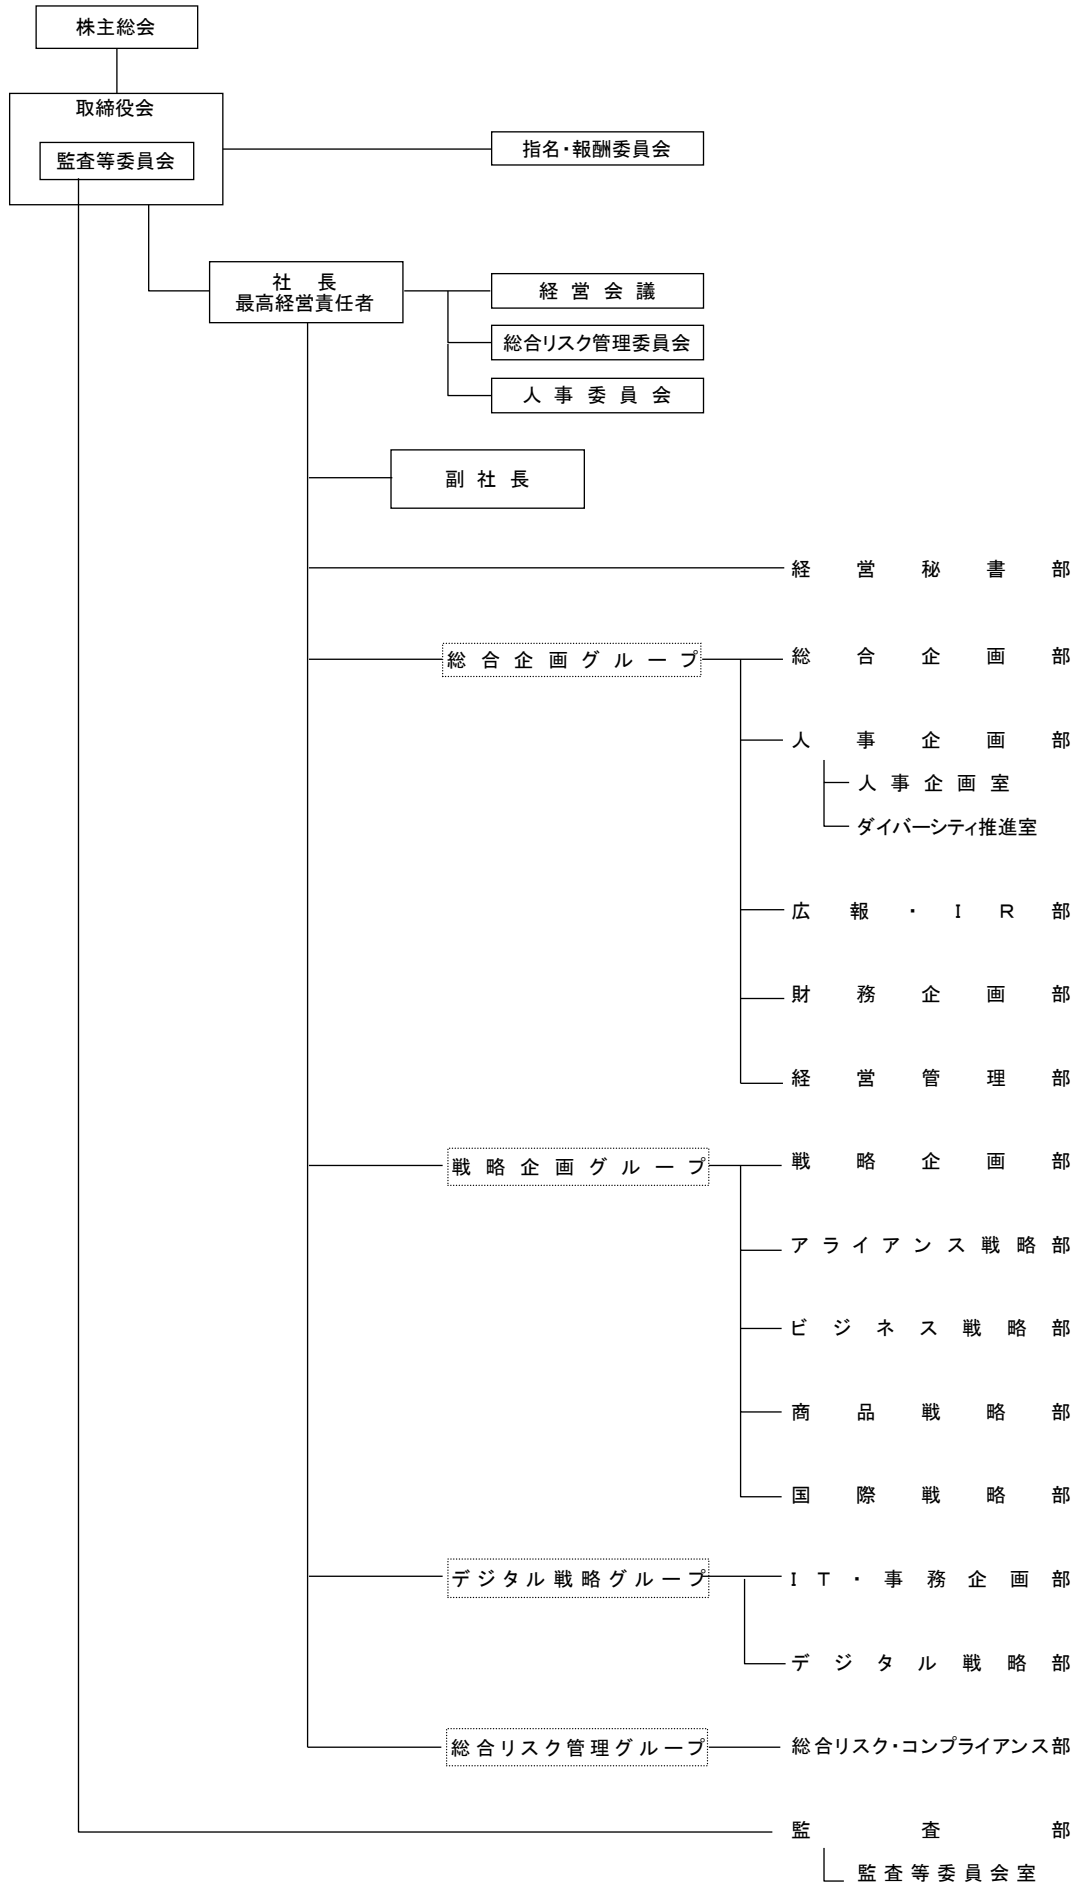 株主総会
取締役会
監査等委員会
指名・報酬委員会
社長
最高経営責任者
経営会議
総合リスク管理委員会
人事委員会
副社長
経営秘書部
総合企画グループ
総合企画部
人事企画部
人事企画室
ダイバーシティ推進室
広報・IR部
財務企画部
経営管理部
戦略企画グループ
戦略企画部
アライアンス戦略部
ビジネス戦略部
商品戦略部
国際戦略部
デジタル戦略グループ
IT・事務企画部
デジタル戦略部
総合リスク管理グループ
総合リスク・コンプライアンス部
監査部
監査等委員会室